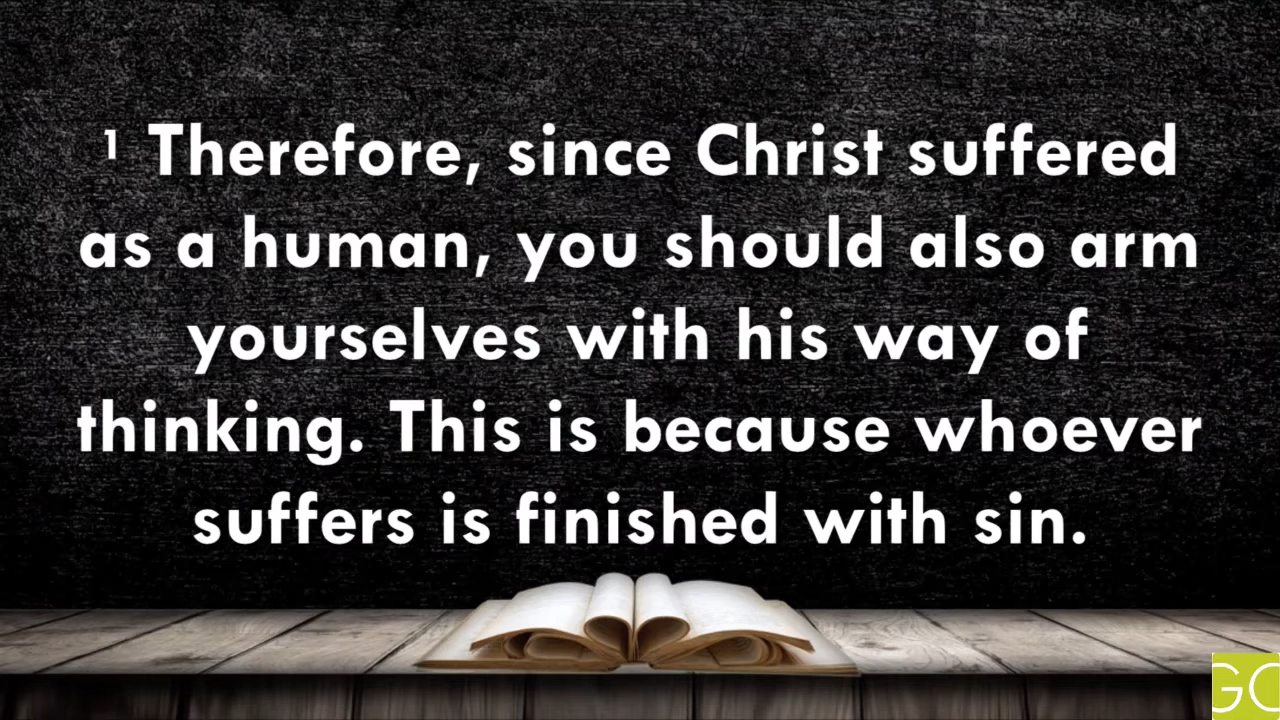 ¹ Therefore, since Christ suffered
as a human, you should also arm
yourselves with his way of
thinking. This is because whoever
suffers is finished with sin.
GC